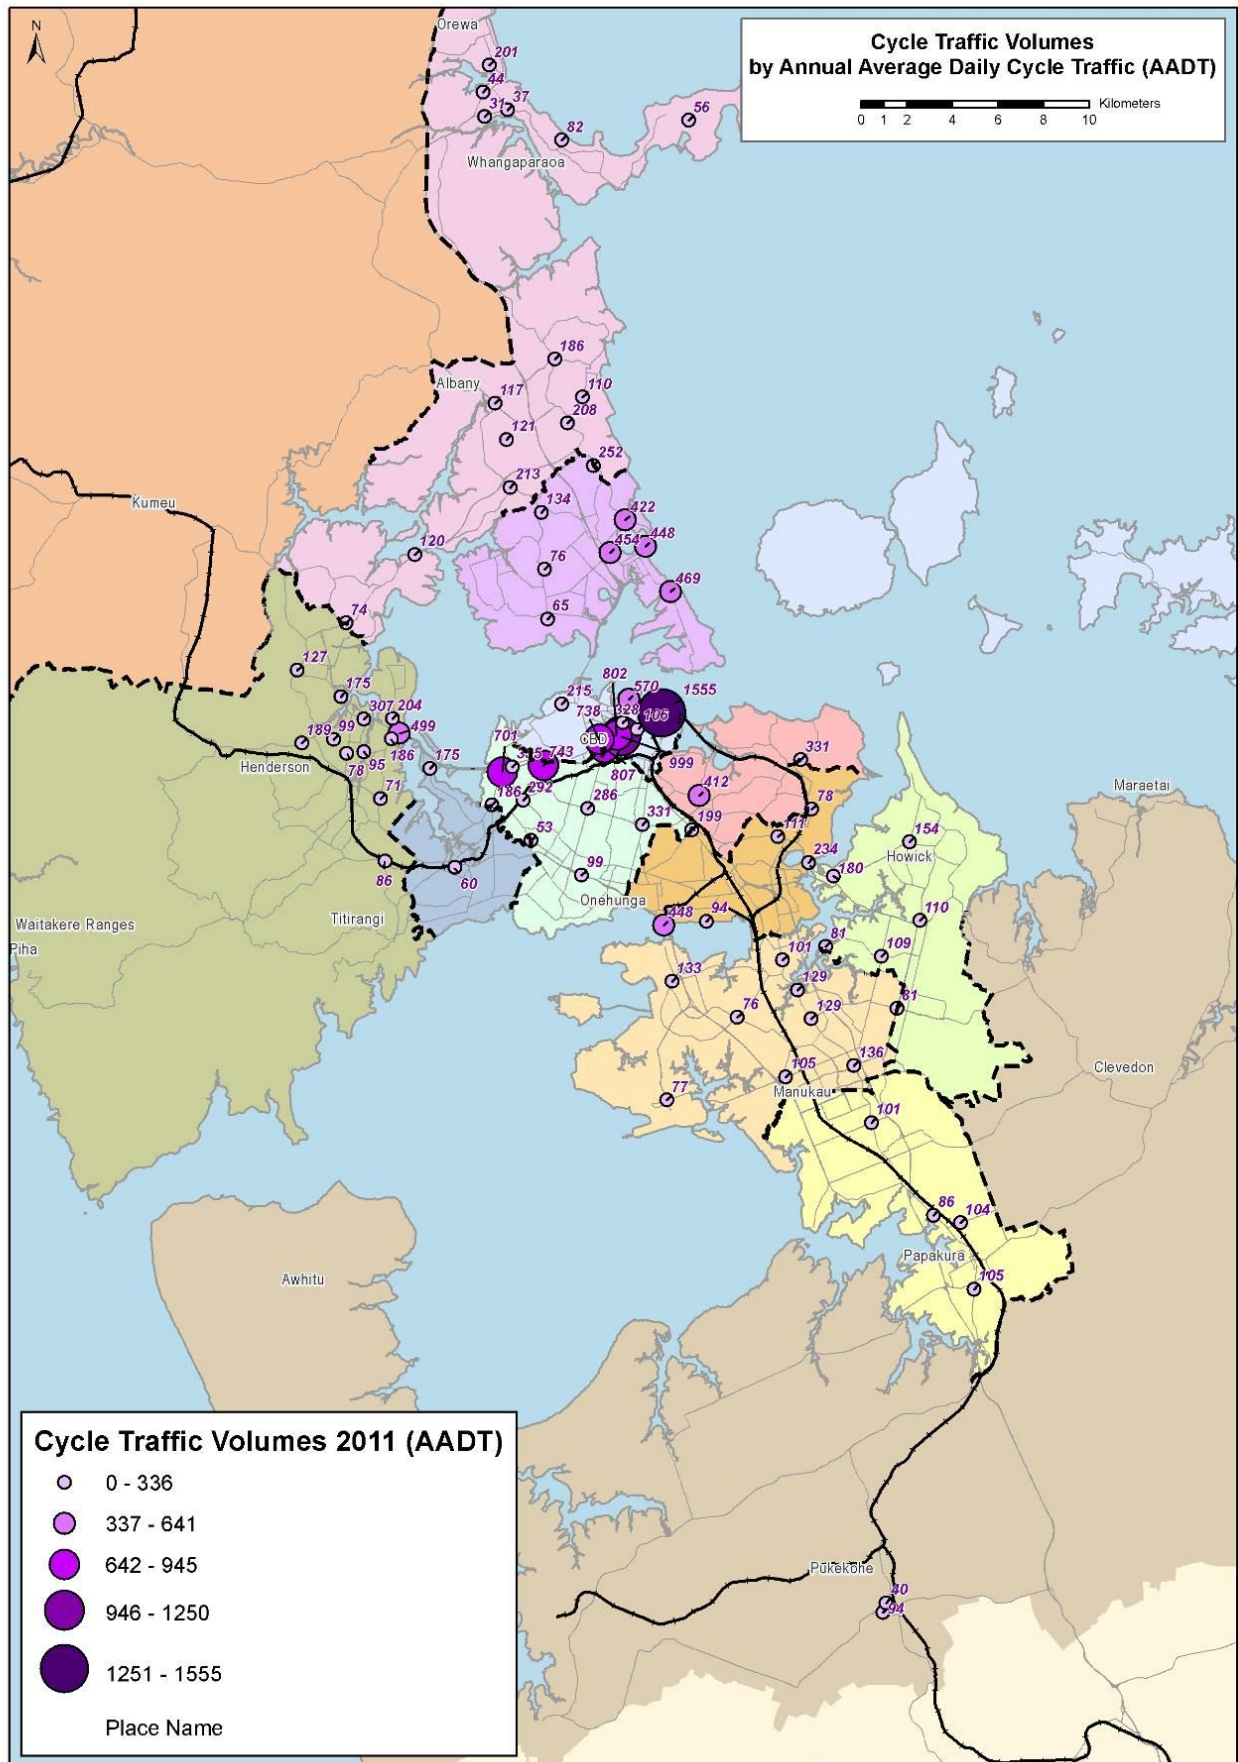 N
Orewa
Cycle Traffic Volumes
by Annual Average Daily Cycle Traffic (AADT)
Kilometers
0 1 2 4 6 8 10
201
44
31
37
82
56
Whangaparaoa
186
Albany
117
110
208
121
252
213
134
422
Kumeu
120
454
448
76
469
65
74
127
175
802
570
1555
215
307
204
738
328
106
189
99
499
701
CBD
331
186
743
999
Henderson
78
95
175
807
412
Maraetai
71
186
292
286
78
331
199
111
53
154
Howick
234
180
86
60
99
Onehunga
Titirangi
448
94
110
Waitakere Ranges
Piha
81
101
109
133
129
76
129
81
136
105
Clevedon
77
Manukau
101
86
104
Papakura
Awhitu
105
Cycle Traffic Volumes 2011 (AADT)
0 - 336
337 - 641
642 - 945
946 - 1250
1251 - 1555
Place Name
Pukekohe
40
94